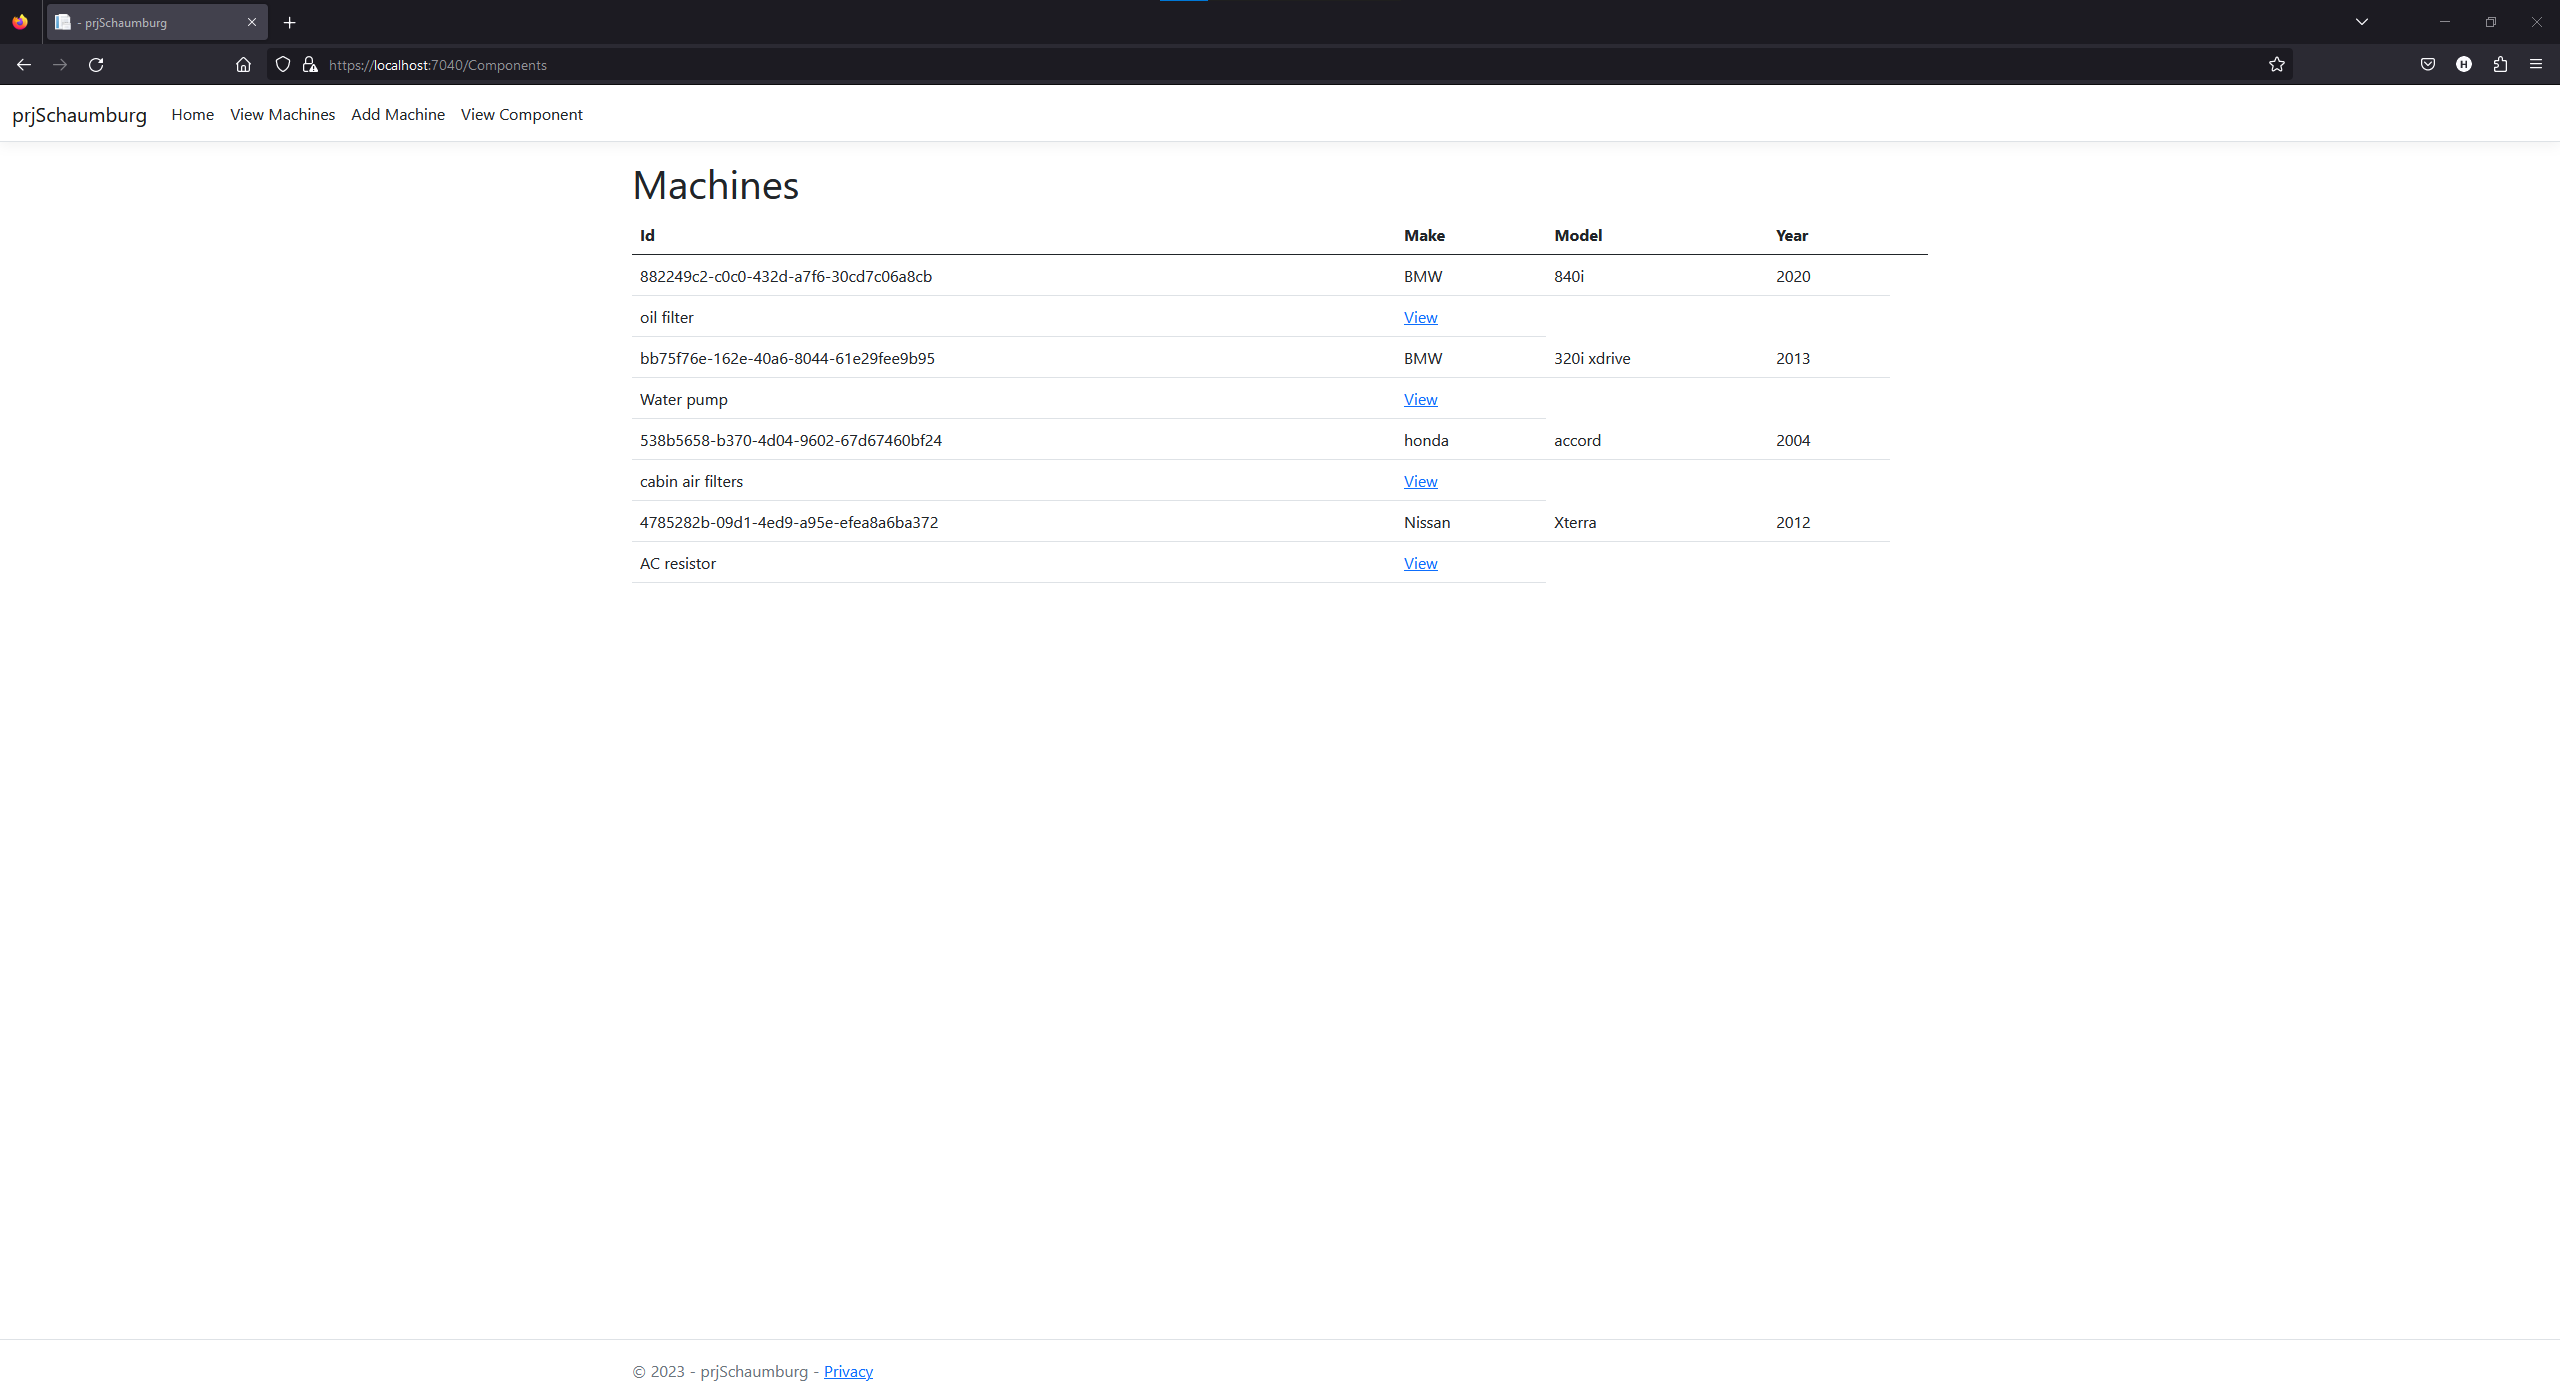 - prjSchaumburg
https://localhost:7040/Components
prjSchaumburg Home View Machines Add Machine View Component
Machines
Id Make Model Year
882249c2-c0c0-432d-a7f6-30cd7c06a8cb BMW 840i 2020
oil filter View
bb75f76e-162e-40a6-8044-61e29fee9b95 BMW 320i xdrive 2013
Water pump View
538b5658-b370-4d04-9602-67d67460bf24 honda accord 2004
cabin air filters View
4785282b-09d1-4ed9-a95e-efea8a6ba372 Nissan Xterra 2012
AC resistor View
© 2023 - prjSchaumburg - Privacy